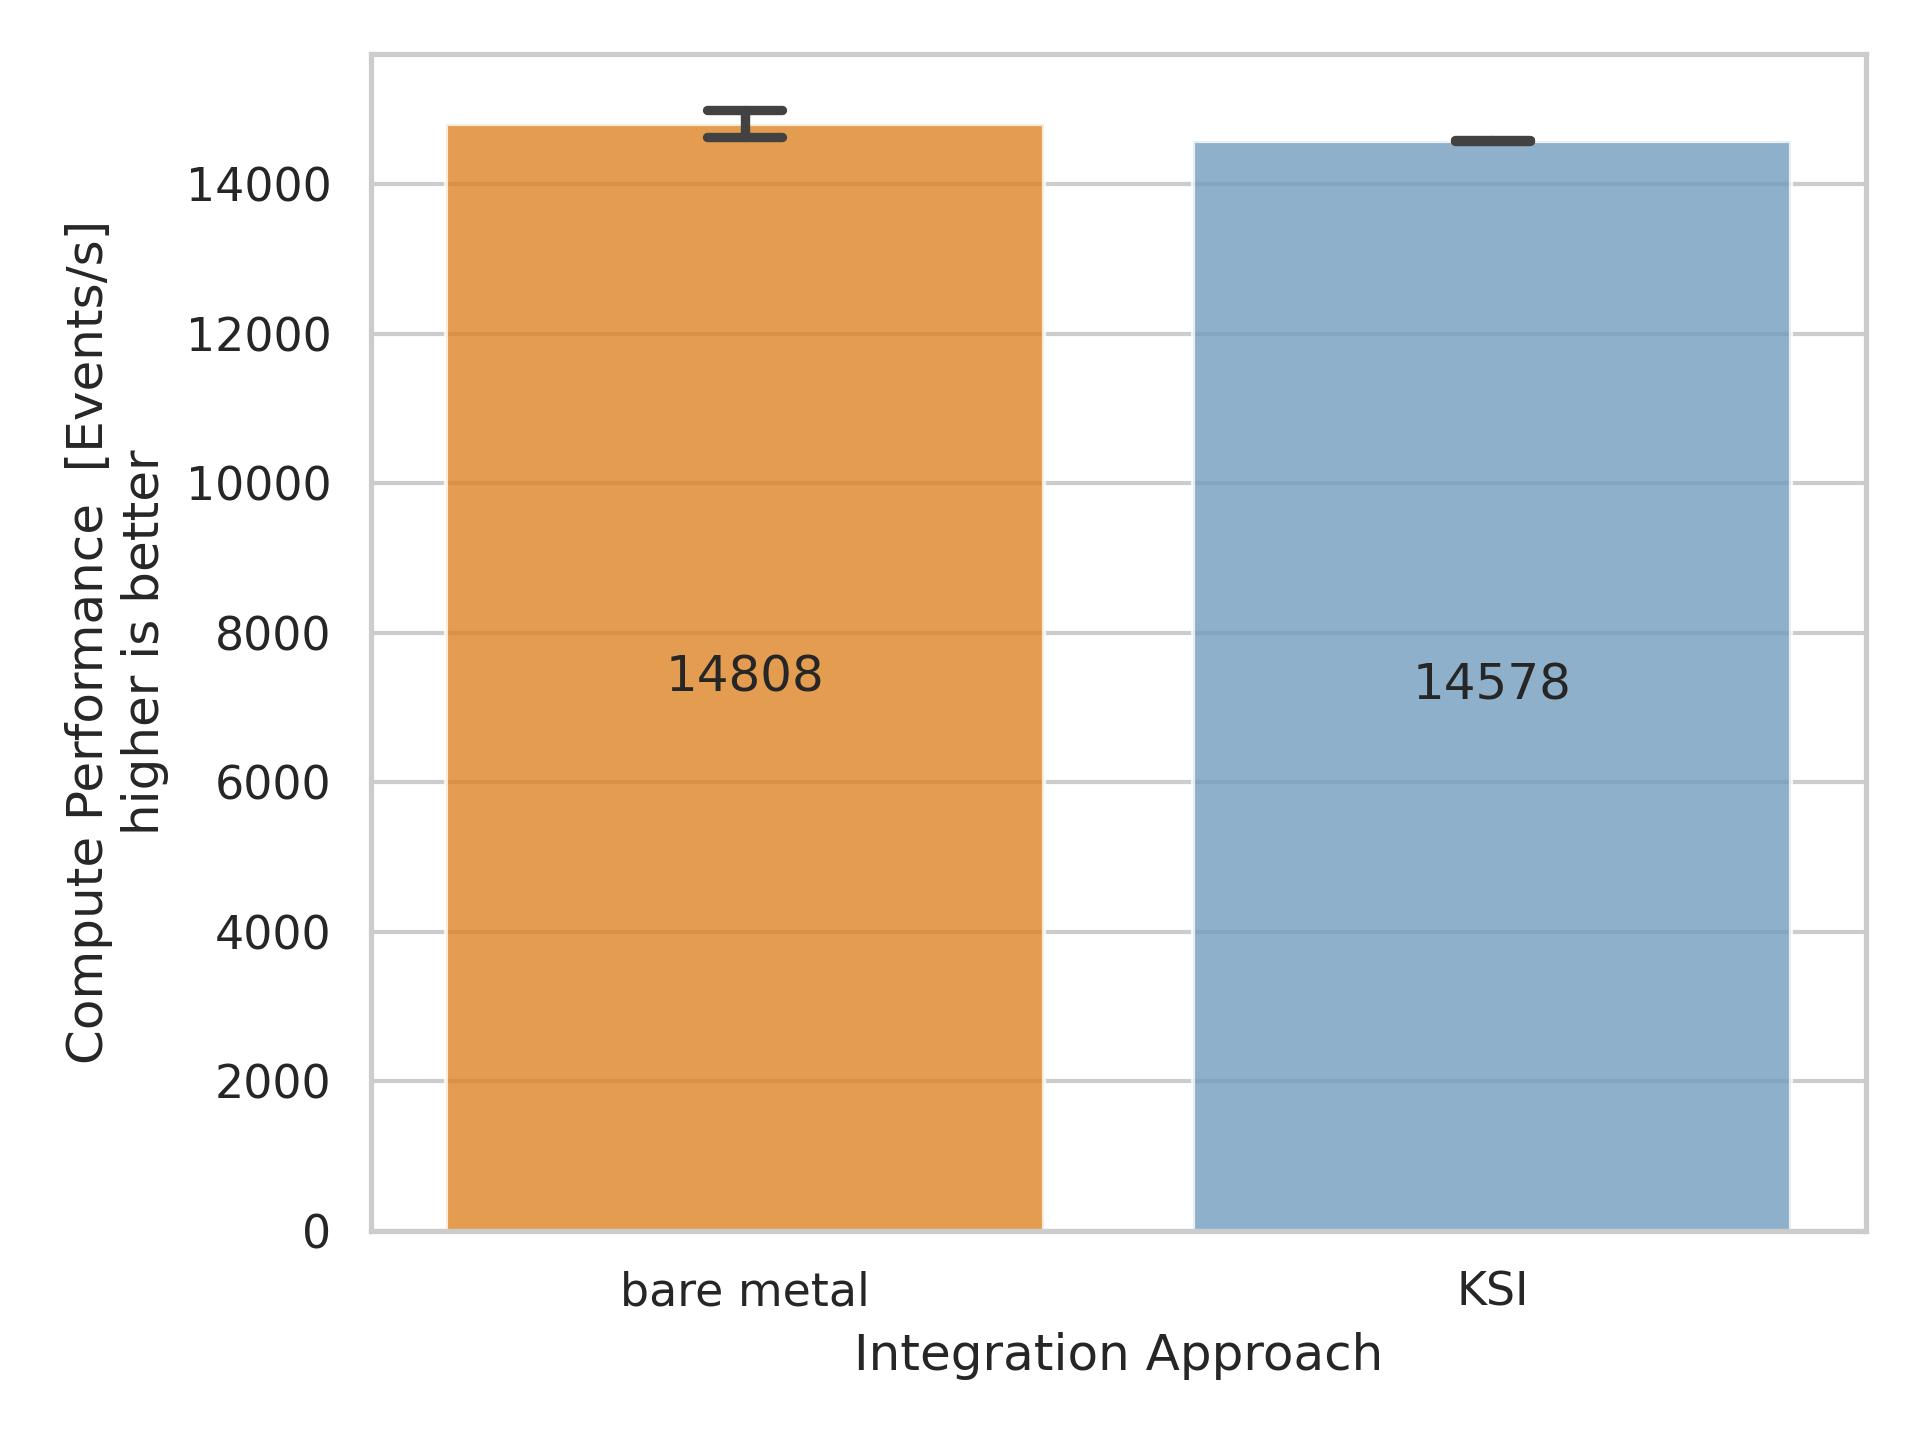 Compute Performance  [Events/s]
higher is better
14000
12000
10000
8000
6000
4000
2000
0
14808
14578
bare metal
KSI
Integration Approach